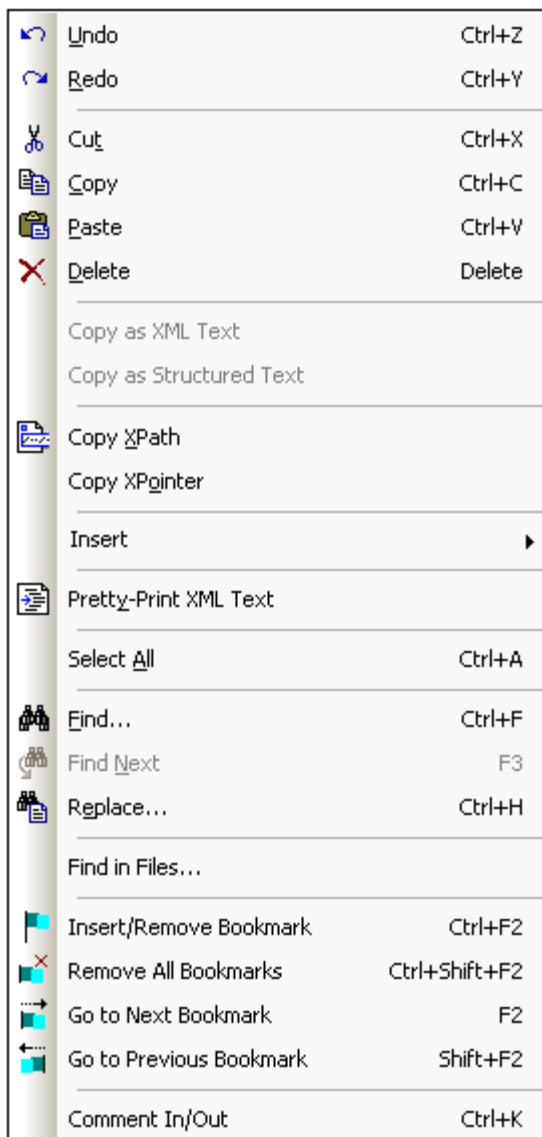 Undo Ctrl+Z
Redo Ctrl+Y
Cut Ctrl+X
Copy Ctrl+C
Paste Ctrl+V
Delete Delete
Copy as XML Text
Copy as Structured Text
Copy XPath
Copy XPointer
Insert
Pretty-Print XML Text
Select All Ctrl+A
Find... Ctrl+F
Find Next F3
Replace... Ctrl+H
Find in Files...
Insert/Remove Bookmark Ctrl+F2
Remove All Bookmarks Ctrl+Shift+F2
Go to Next Bookmark F2
Go to Previous Bookmark Shift+F2
Comment In/Out Ctrl+K